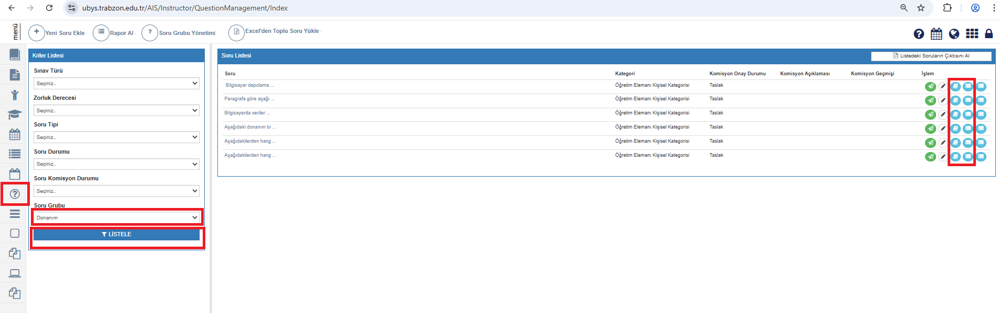 ubys.trabzon.edu.tr/AIS/Instructor/QuestionManagement/Index
menü
Yeni Soru Ekle
Rapor Al
Soru Grubu Yönetimi
Excel'den Toplu Soru Yükle
Kriter Listesi
Sınav Türü
Seçiniz..
Zorluk Derecesi
Seçiniz..
Soru Tipi
Seçiniz..
Soru Durumu
Seçiniz..
Soru Komisyon Durumu
Seçiniz..
Soru Grubu
Donanım
LİSTELE
Soru Listesi
Listedeki Soruların Çıktısını Al
Soru Kategori Komisyon Onay Durumu Komisyon Açıklaması Komisyon Geçmişi İşlem
Bilgisayar depolama ... Öğretim Elemanı Kişisel Kategorisi Taslak
Paragrafa göre aşağı ... Öğretim Elemanı Kişisel Kategorisi Taslak
Bilgisayarda veriler ... Öğretim Elemanı Kişisel Kategorisi Taslak
Aşağıdaki donanım bi ... Öğretim Elemanı Kişisel Kategorisi Taslak
Aşağıdakilerden hang ... Öğretim Elemanı Kişisel Kategorisi Taslak
Aşağıdakilerden hang ... Öğretim Elemanı Kişisel Kategorisi Taslak